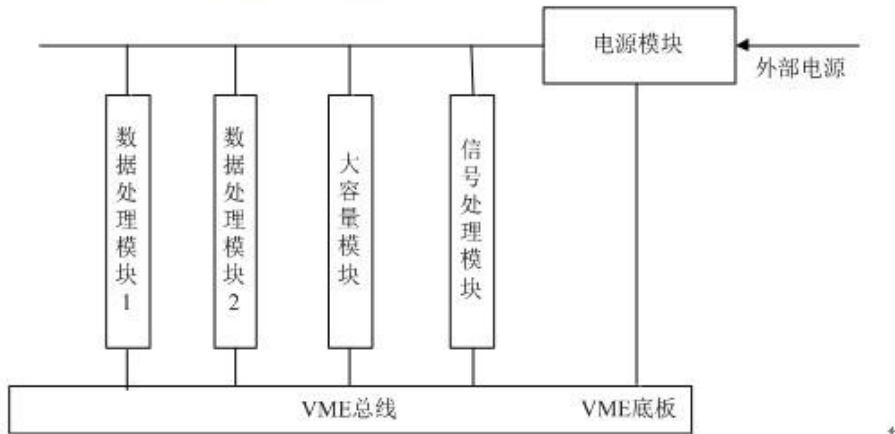 电源模块
外部电源
数据处理模块1
数据处理模块2
大容量模块
信号处理模块
VME总线
VME底板